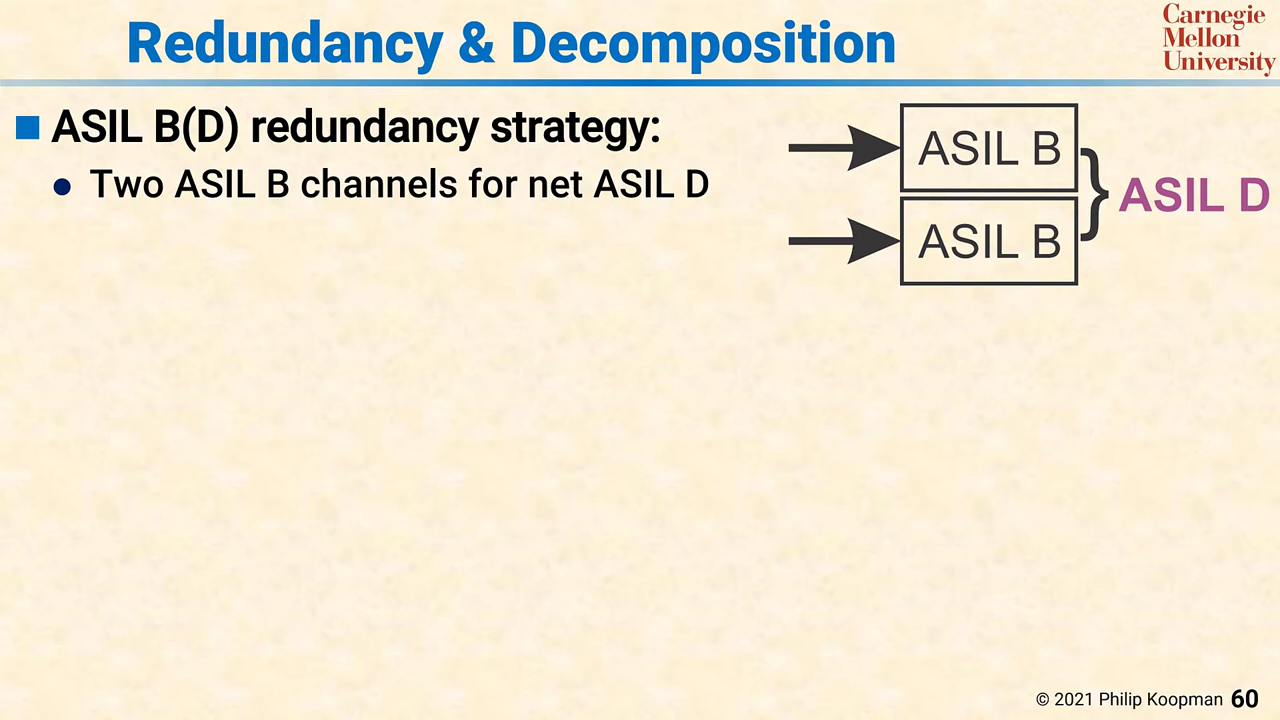 Redundancy & Decomposition
Carnegie
Mellon
University
ASIL B(D) redundancy strategy:
Two ASIL B channels for net ASIL D
ASIL B
ASIL B
ASIL D
© 2021 Philip Koopman 60